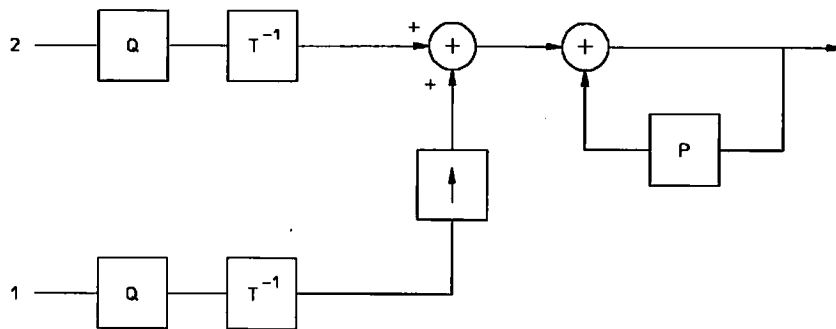 2 Q T⁻¹ + + +
+
P
1 Q T⁻¹